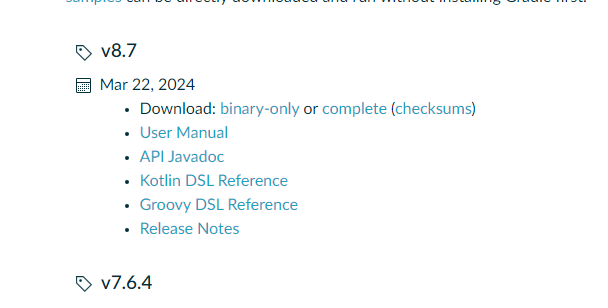 samples can be directly downloaded and run without installing Gradle first.
v8.7
Mar 22, 2024
• Download: binary-only or complete (checksums)
• User Manual
• API Javadoc
• Kotlin DSL Reference
• Groovy DSL Reference
• Release Notes
v7.6.4